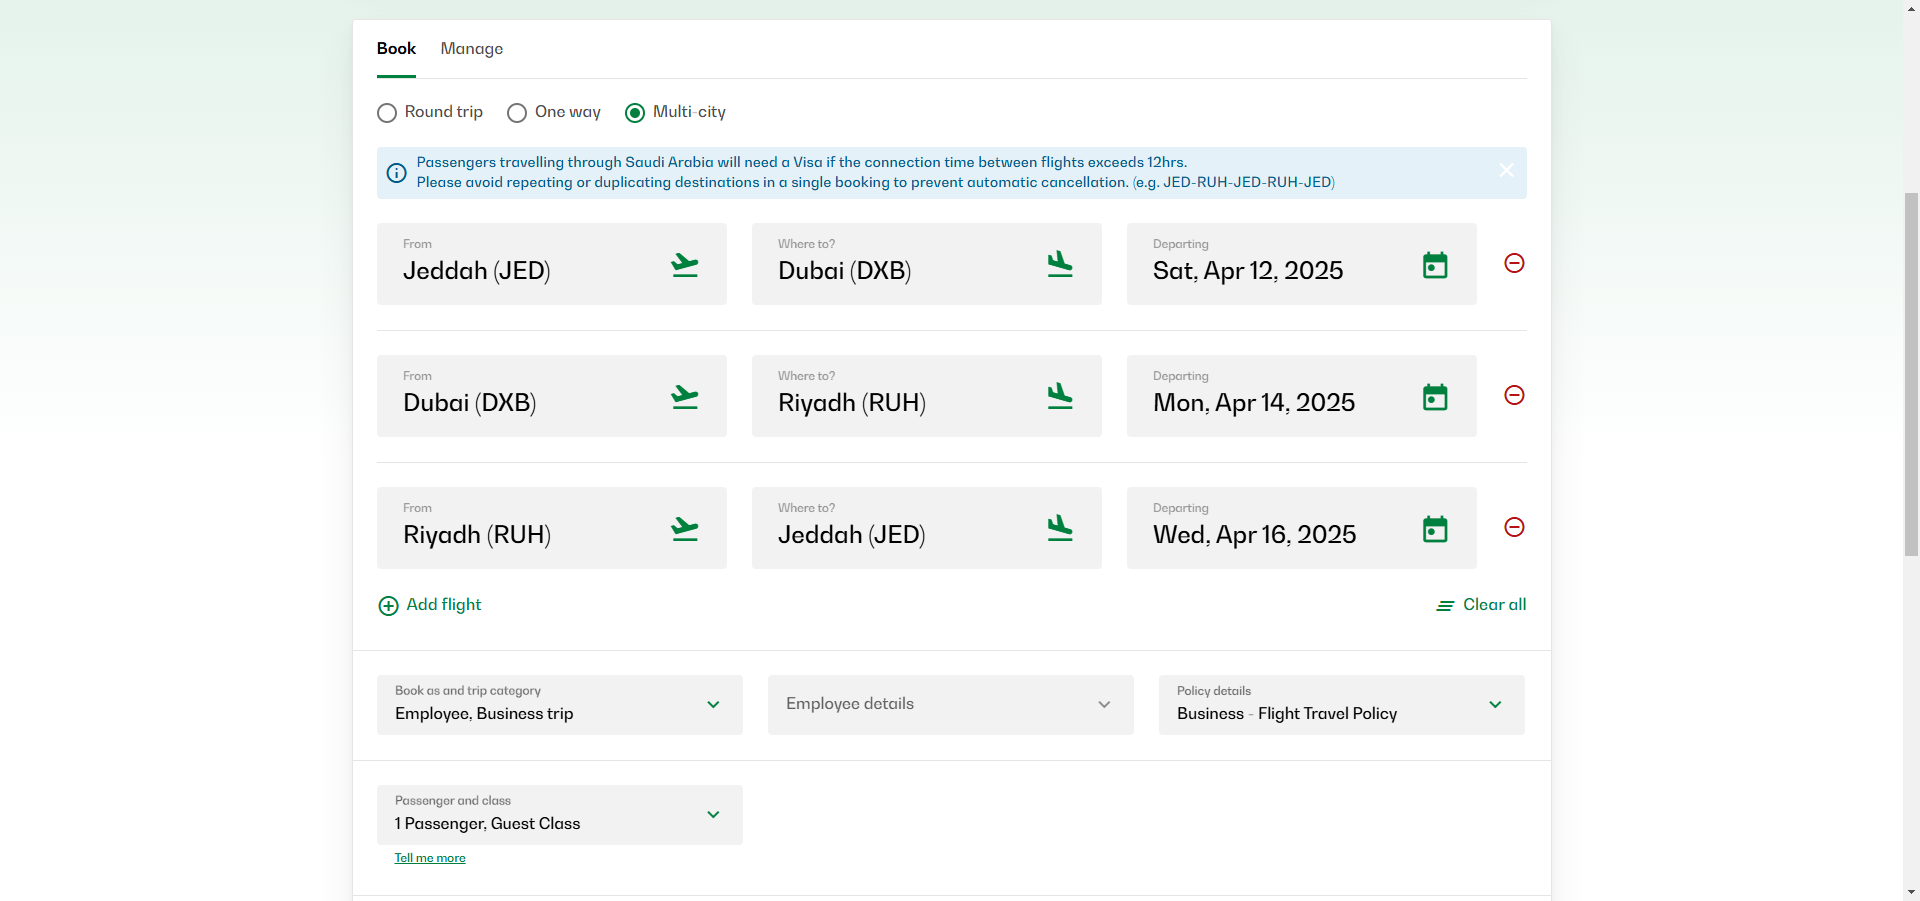 Book Manage
Round trip One way Multi-city
Passengers travelling through Saudi Arabia will need a Visa if the connection time between flights exceeds 12hrs.
Please avoid repeating or duplicating destinations in a single booking to prevent automatic cancellation. (e.g. JED-RUH-JED-RUH-JED)
From Where to? Departing
Jeddah (JED) Dubai (DXB) Sat, Apr 12, 2025
From Where to? Departing
Dubai (DXB) Riyadh (RUH) Mon, Apr 14, 2025
From Where to? Departing
Riyadh (RUH) Jeddah (JED) Wed, Apr 16, 2025
Add flight Clear all
Book as and trip category
Employee, Business trip
Employee details
Policy details
Business - Flight Travel Policy
Passenger and class
1 Passenger, Guest Class
Tell me more